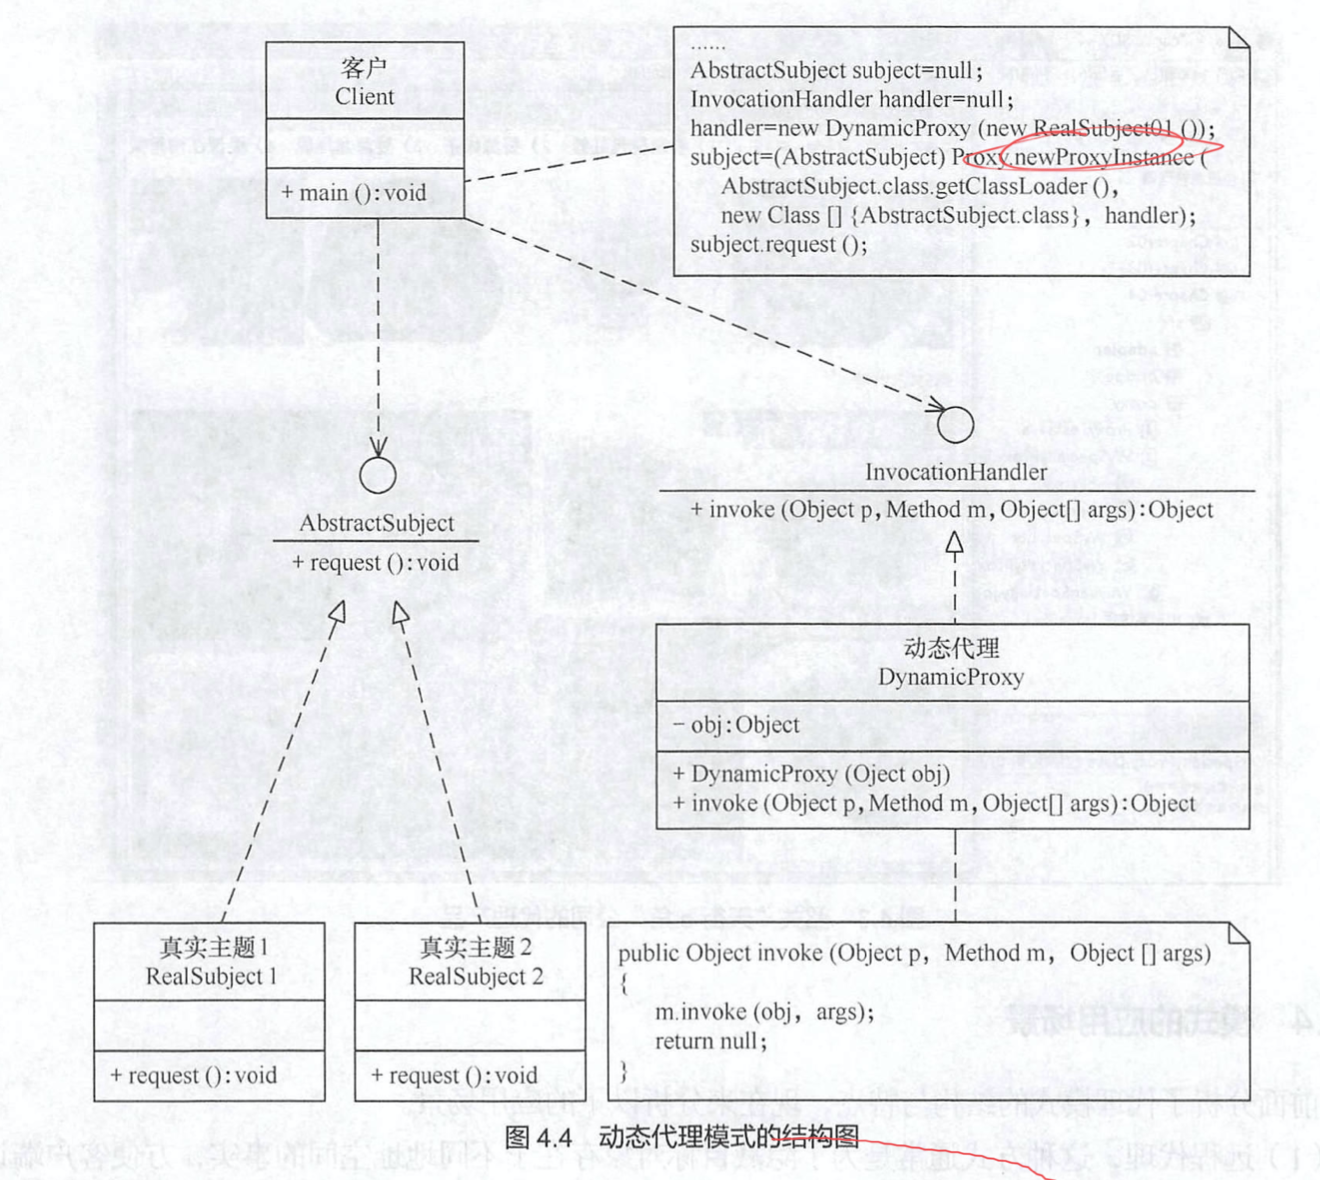 客户
Client
+ main ():void
......
AbstractSubject subject=null;
InvocationHandler handler=null;
handler=new DynamicProxy (new RealSubject01 ());
subject=(AbstractSubject) Proxy.newProxyInstance (
AbstractSubject.class.getClassLoader (),
new Class [] {AbstractSubject.class}, handler);
subject.request ();
AbstractSubject
+ request ():void
InvocationHandler
+ invoke (Object p, Method m, Object[] args):Object
动态代理
DynamicProxy
- obj:Object
+ DynamicProxy (Oject obj)
+ invoke (Object p, Method m, Object[] args):Object
真实主题 1
RealSubject 1
+ request ():void
真实主题 2
RealSubject 2
+ request ():void
public Object invoke (Object p, Method m, Object [] args)
{
m.invoke (obj, args);
return null;
}
图 4.4 动态代理模式的结构图